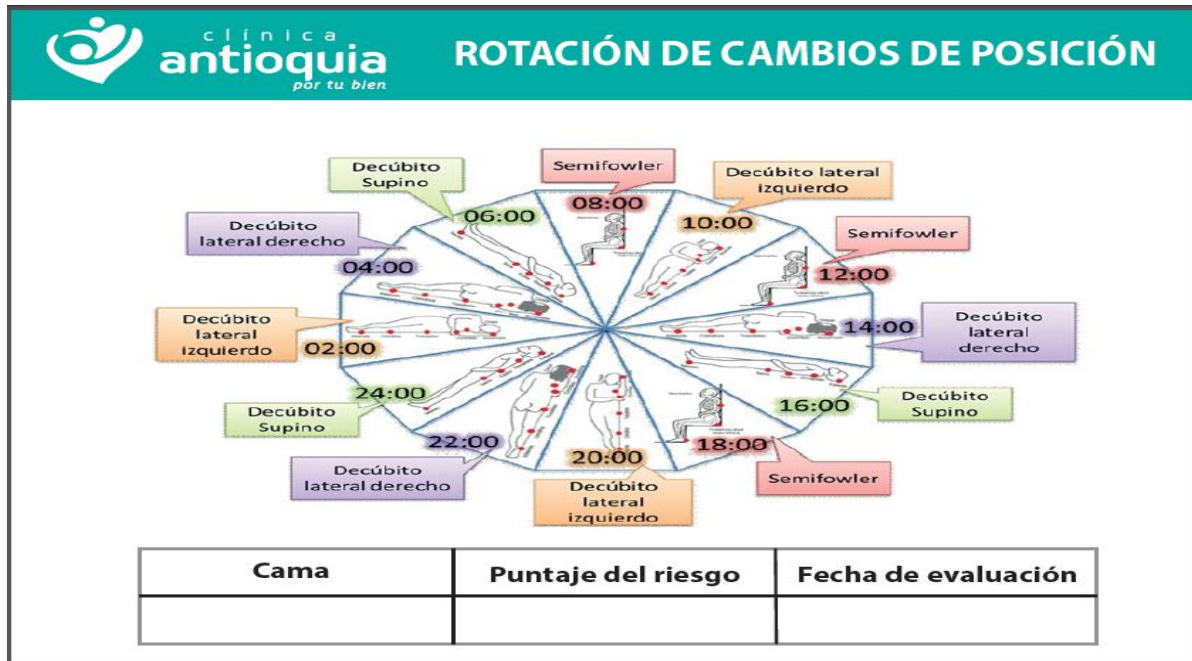 clínica
antioquia
por tu bien
ROTACIÓN DE CAMBIOS DE POSICIÓN
Semifowler
08:00
Decúbito lateral
izquierdo
10:00
Semifowler
12:00
Decúbito
lateral
derecho
14:00
Decúbito
Supino
16:00
Semifowler
18:00
Decúbito
lateral
izquierdo
20:00
Decúbito
lateral derecho
22:00
Decúbito
Supino
24:00
Decúbito
lateral
izquierdo
02:00
Decúbito
lateral derecho
04:00
Decúbito
Supino
06:00
Cama
Puntaje del riesgo
Fecha de evaluación